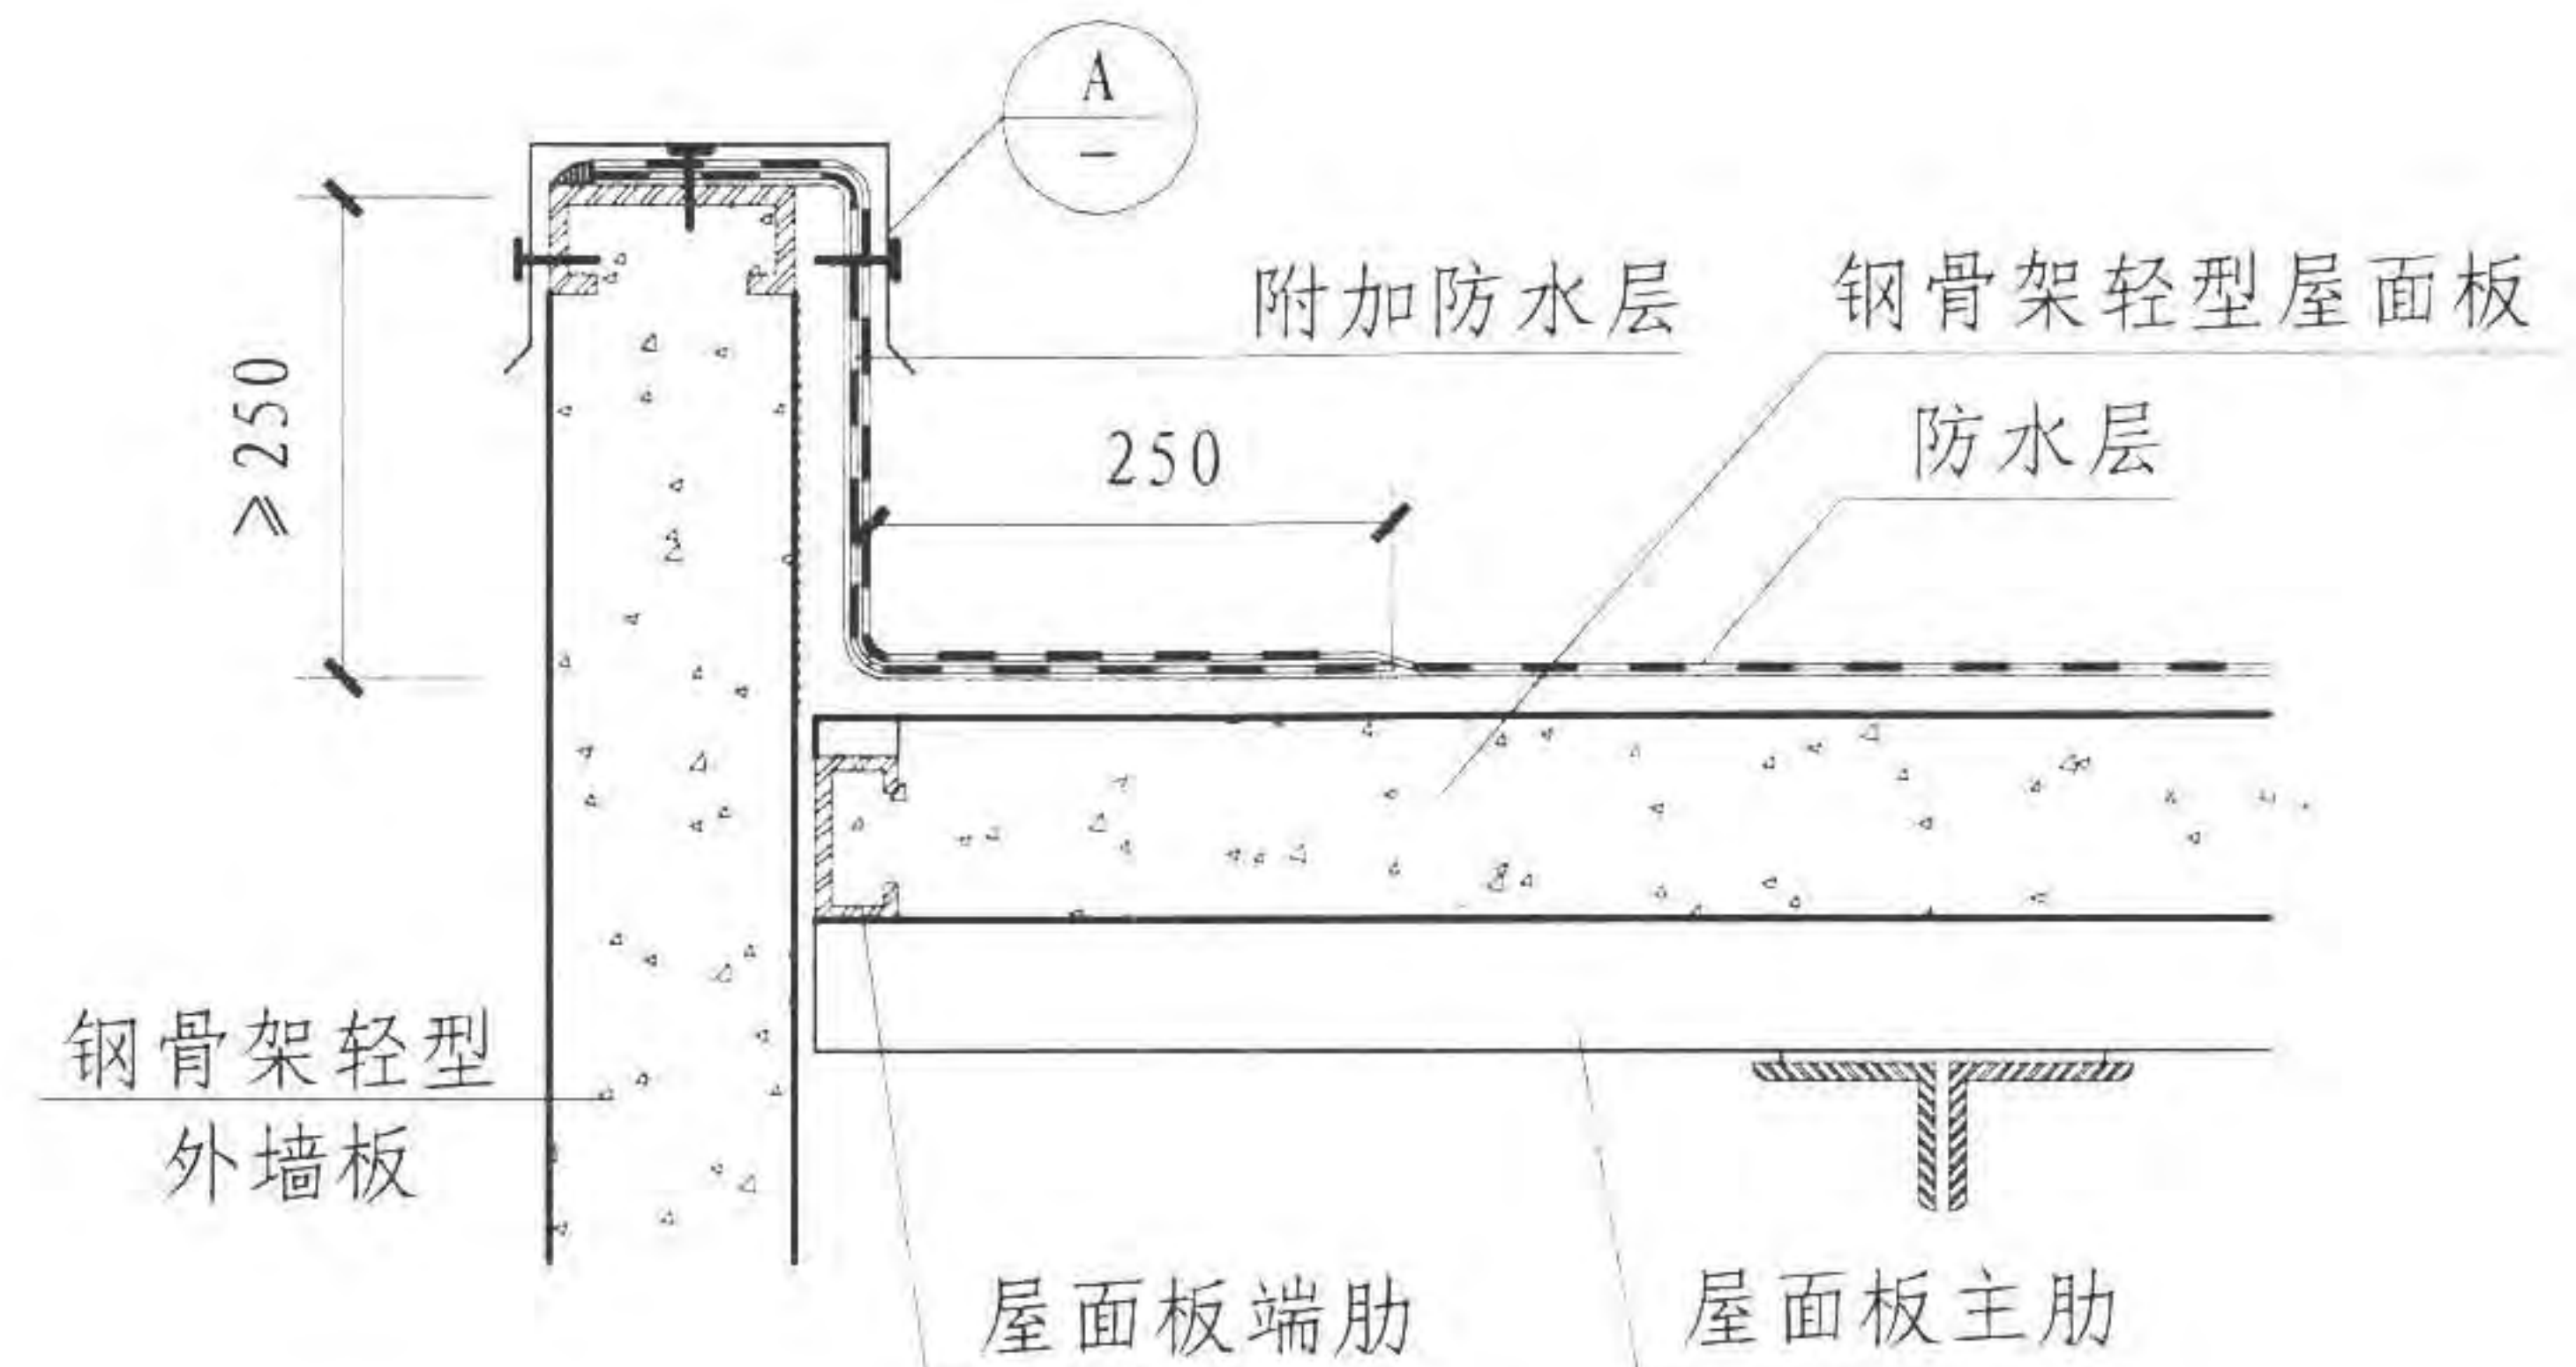 A
—
附加防水层
钢骨架轻型屋面板
防水层
≥250
250
钢骨架轻型
外墙板
屋面板端肋
屋面板主肋